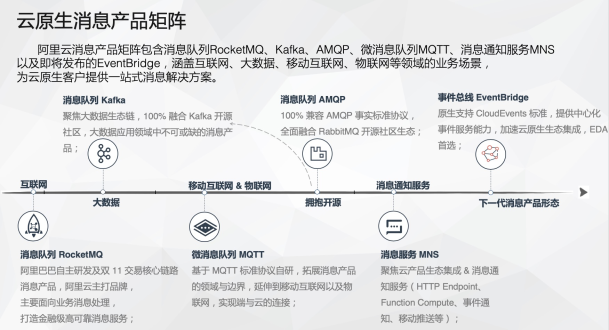 云原生消息产品矩阵
阿里云消息产品矩阵包含消息队列RocketMQ、Kafka、AMQP、微消息队列MQTT、消息通知服务MNS
以及即将发布的EventBridge，涵盖互联网、大数据、移动互联网、物联网等领域的业务场景，
为云原生客户提供一站式消息解决方案。
消息队列 Kafka
聚焦大数据生态链，100% 融合 Kafka 开源
社区，大数据应用领域中不可或缺的消息产
品；
消息队列 AMQP
100% 兼容 AMQP 事实标准协议，
全面融合 RabbitMQ 开源社区生态；
事件总线 EventBridge
原生支持 CloudEvents 标准，提供中心化
事件服务能力，加速云原生生态集成，EDA
首选；
互联网
大数据
移动互联网 & 物联网
拥抱开源
消息通知服务
下一代消息产品形态
消息队列 RocketMQ
阿里巴巴自主研发及双 11 交易核心链路
消息产品，阿里云主打品牌，
主要面向业务消息处理，
打造金融级高可靠消息服务；
微消息队列 MQTT
基于 MQTT 标准协议自研，拓展消息产品
的领域与边界，延伸到移动互联网以及物
联网，实现端与云的连接；
消息服务 MNS
聚焦云产品生态集成 & 消息通
知服务（HTTP Endpoint、
Function Compute、事件通
知、移动推送等）；